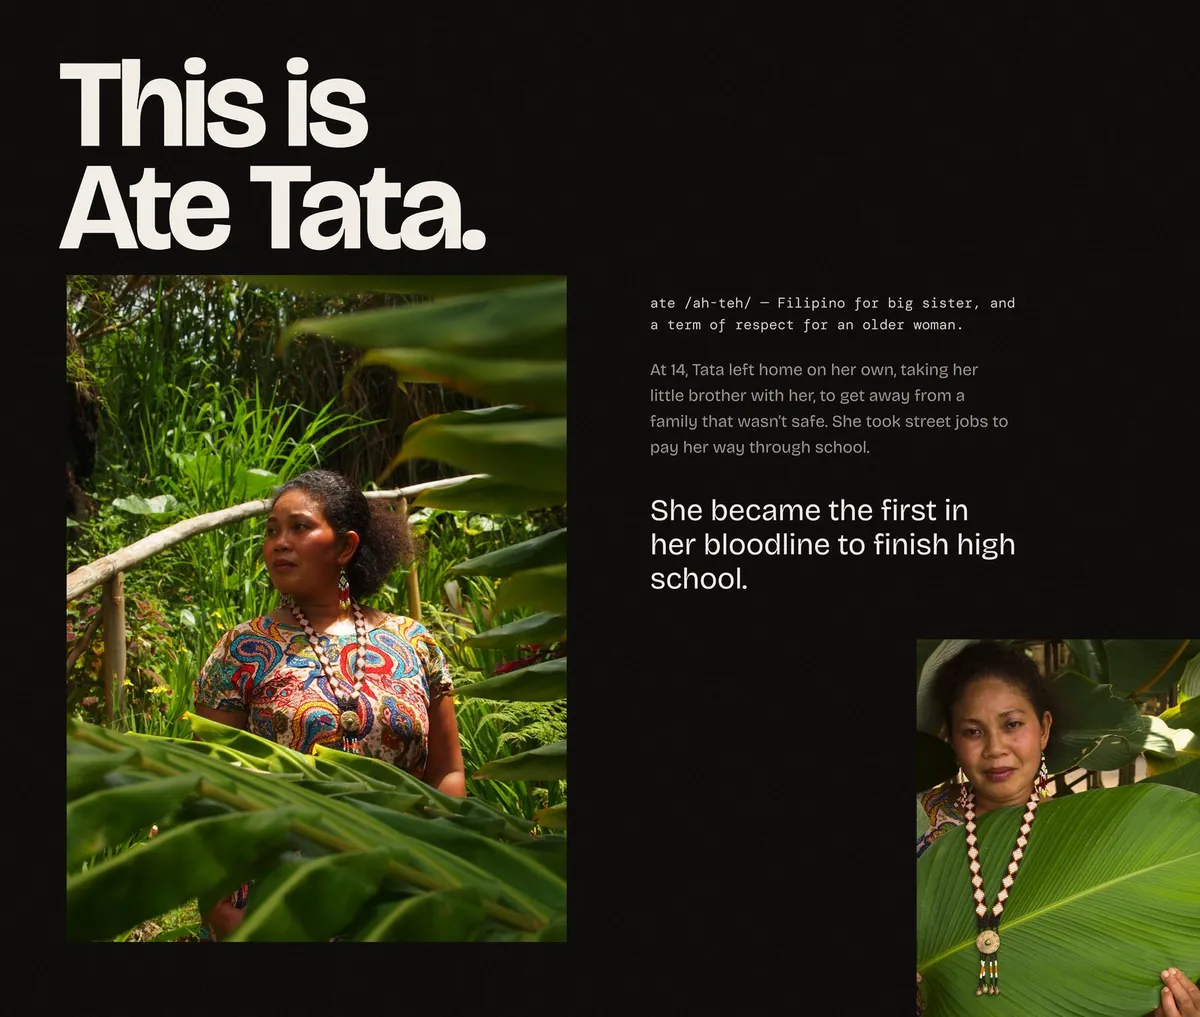 This is
Ate Tata.
ate /ah-teh/ — Filipino for big sister, and
a term of respect for an older woman.
At 14, Tata left home on her own, taking her
little brother with her, to get away from a
family that wasn’t safe. She took street jobs to
pay her way through school.
She became the first in
her bloodline to finish high
school.